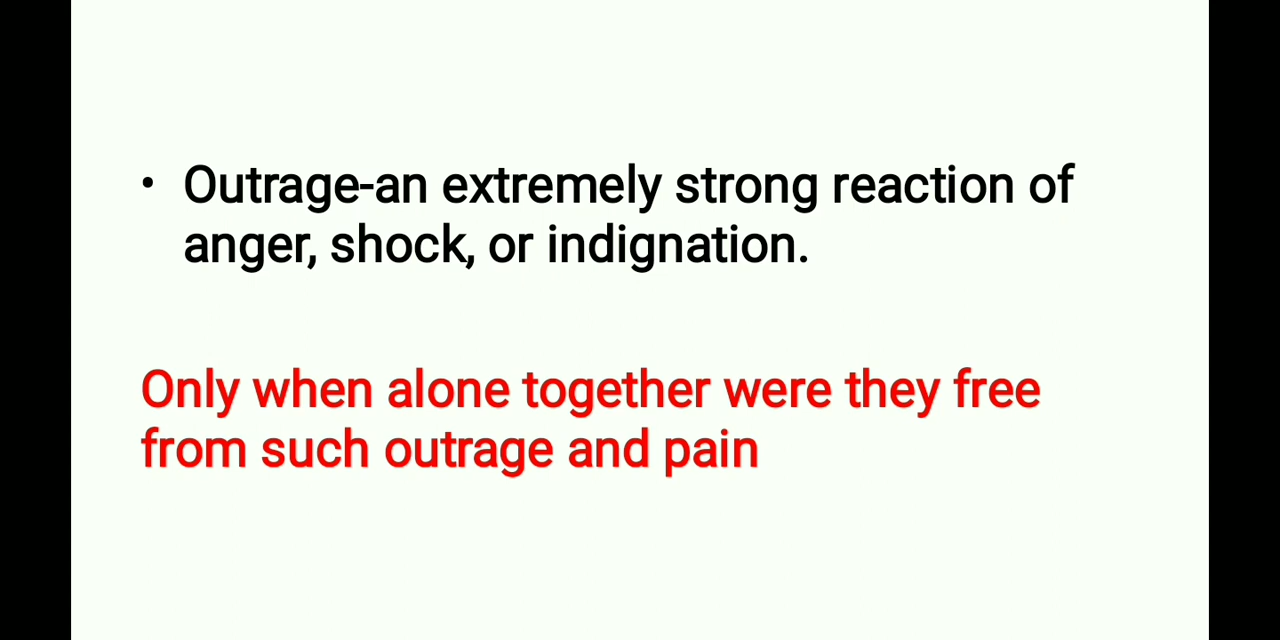 • Outrage-an extremely strong reaction of
anger, shock, or indignation.
Only when alone together were they free
from such outrage and pain